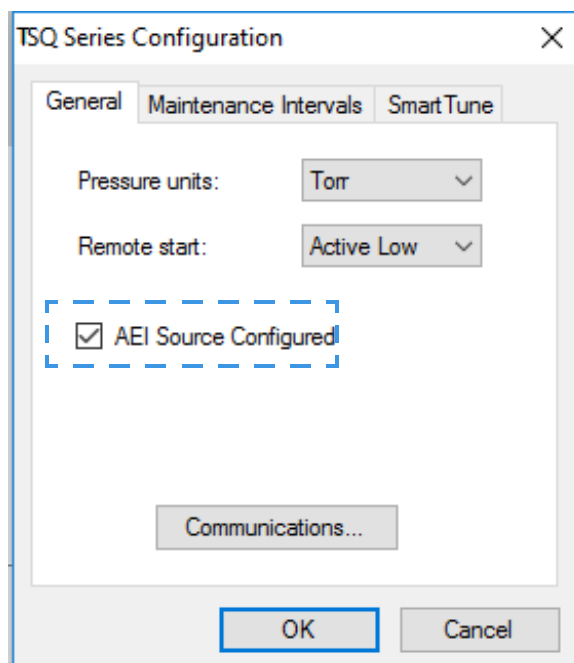 TSQ Series Configuration
General Maintenance Intervals SmartTune
Pressure units: Torr
Remote start: Active Low
AEI Source Configured
Communications...
OK Cancel